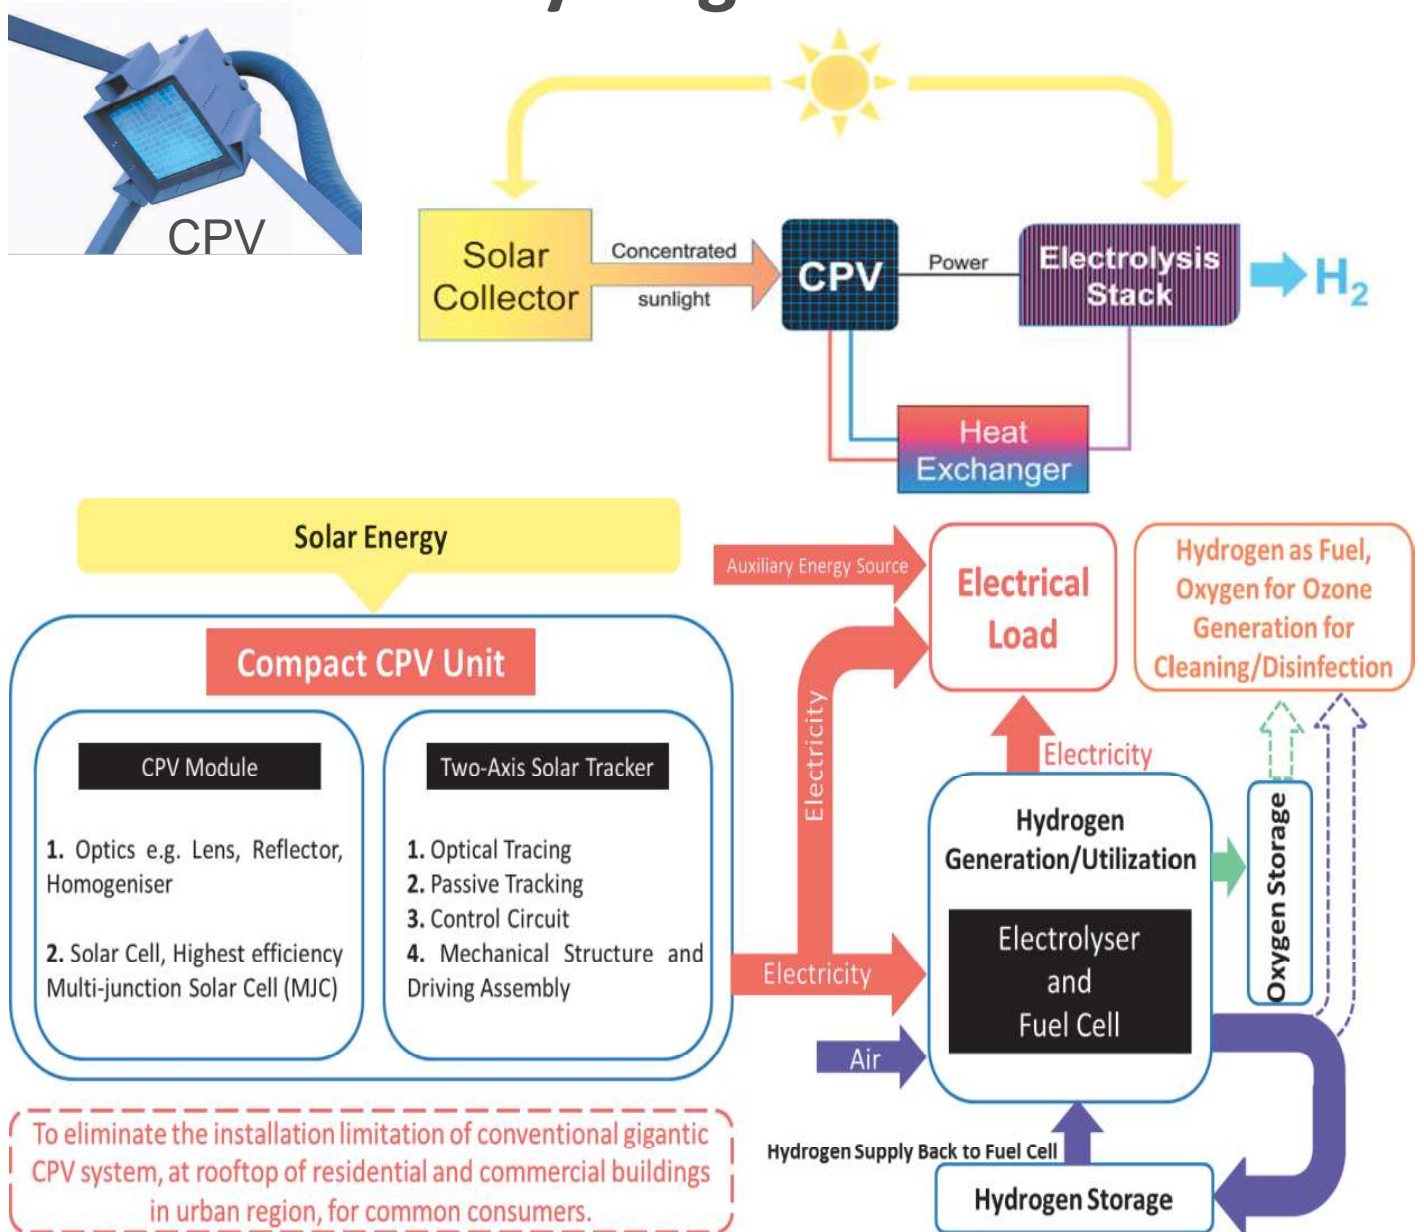 CPV
Solar
Collector
Concentrated
sunlight
CPV
Power
Electrolysis
Stack
H₂
Heat
Exchanger
Solar Energy
Compact CPV Unit
CPV Module
1. Optics e.g. Lens, Reflector,
Homogeniser
2. Solar Cell, Highest efficiency
Multi-junction Solar Cell (MJC)
Two-Axis Solar Tracker
1. Optical Tracing
2. Passive Tracking
3. Control Circuit
4. Mechanical Structure and
Driving Assembly
Auxiliary Energy Source
Electricity
Electricity
Air
Electrical
Load
Electricity
Hydrogen as Fuel,
Oxygen for Ozone
Generation for
Cleaning/Disinfection
Hydrogen
Generation/Utilization
Electrolyser
and
Fuel Cell
Oxygen Storage
Hydrogen Supply Back to Fuel Cell
Hydrogen Storage
To eliminate the installation limitation of conventional gigantic
CPV system, at rooftop of residential and commercial buildings
in urban region, for common consumers.